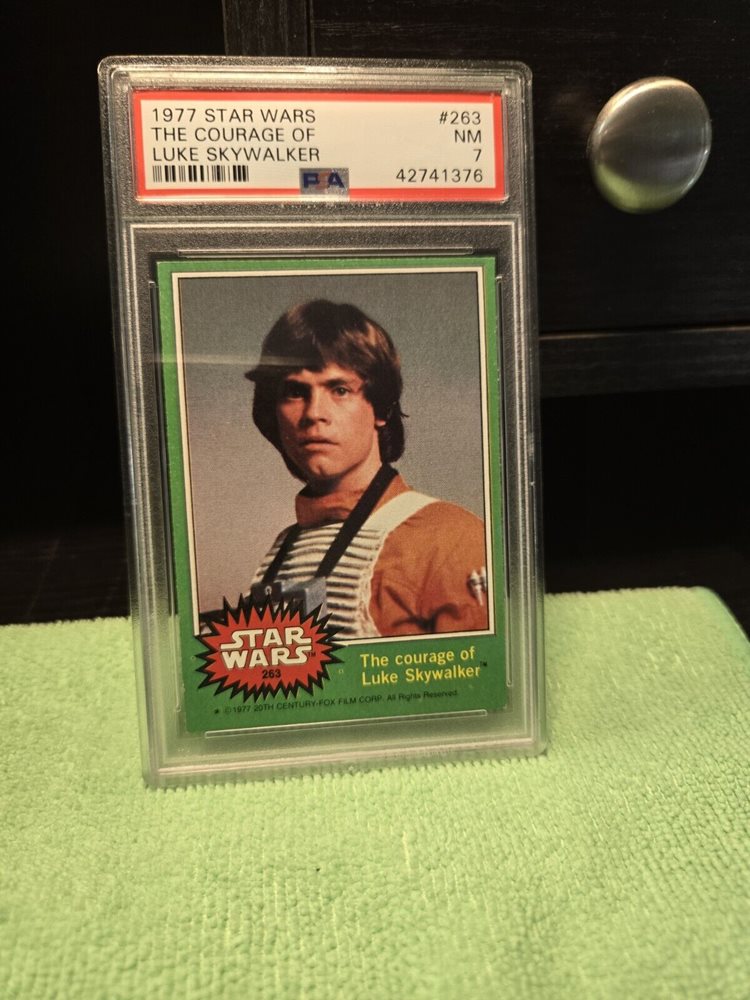 1977 STAR WARS #263
THE COURAGE OF NM
LUKE SKYWALKER 7
PSA 42741376
STAR
WARS™
263
The courage of
Luke Skywalker™
★ ©1977 20TH CENTURY-FOX FILM CORP. All Rights Reserved.